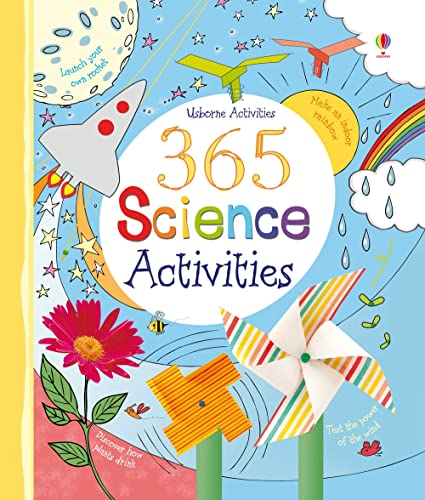 Launch your
own rocket
USBORNE
Usborne Activities
Make an indoor
rainbow
365
Science
Activities
Test the power
of the wind
Discover how
plants drink